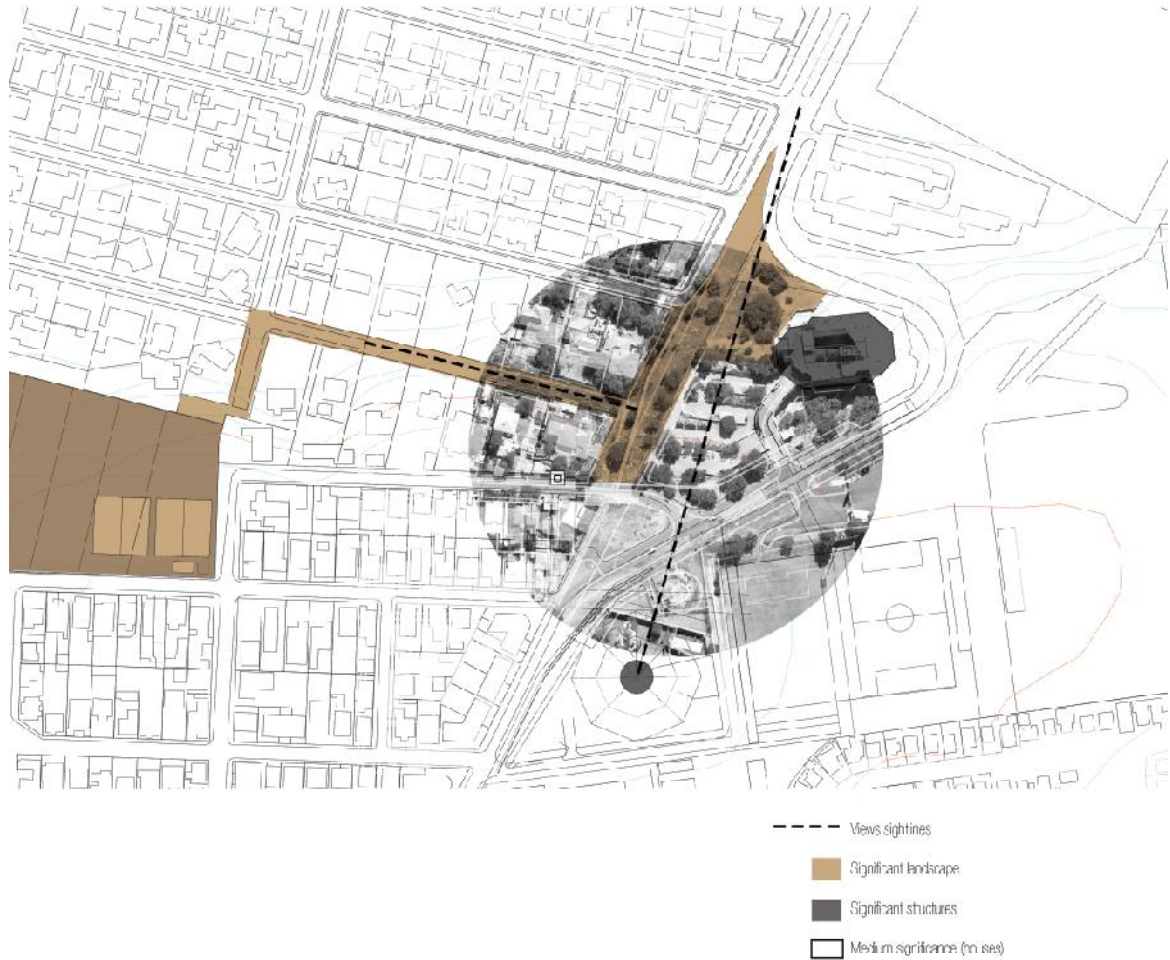 Views sightlines
Significant landscape
Significant structures
Medium significance (houses)